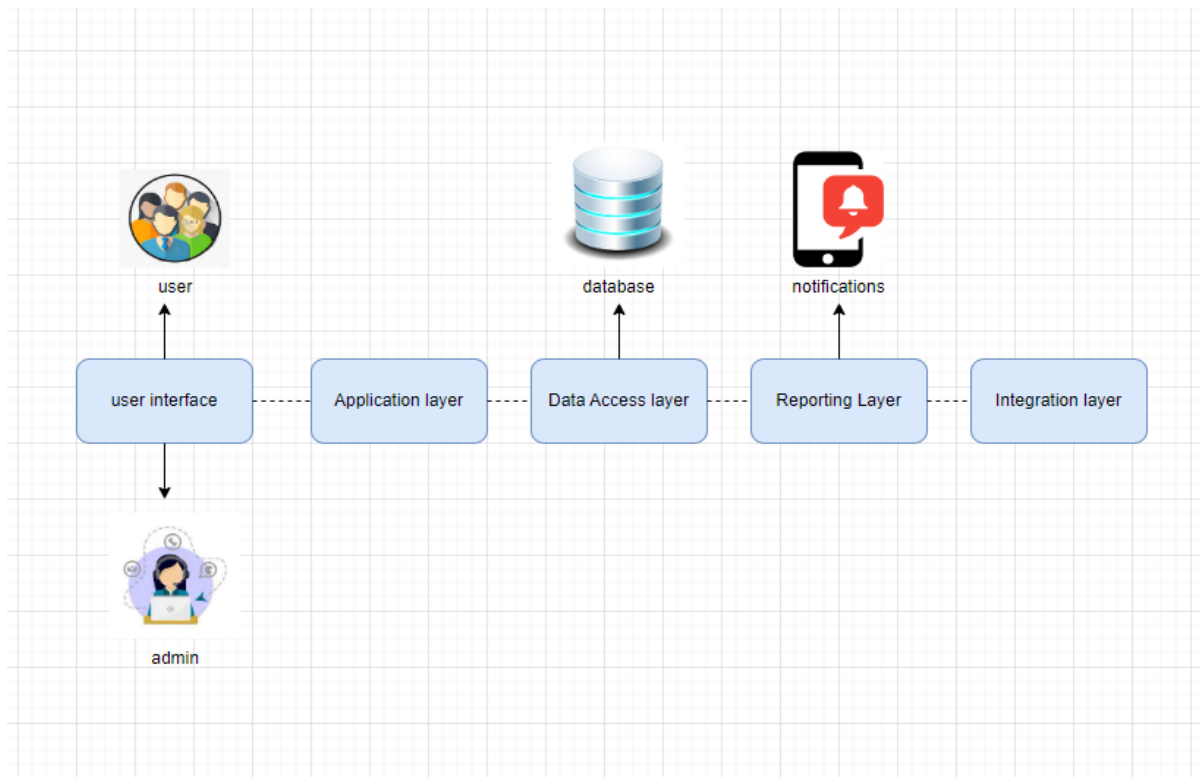 user
database
notifications
user interface
Application layer
Data Access layer
Reporting Layer
Integration layer
admin